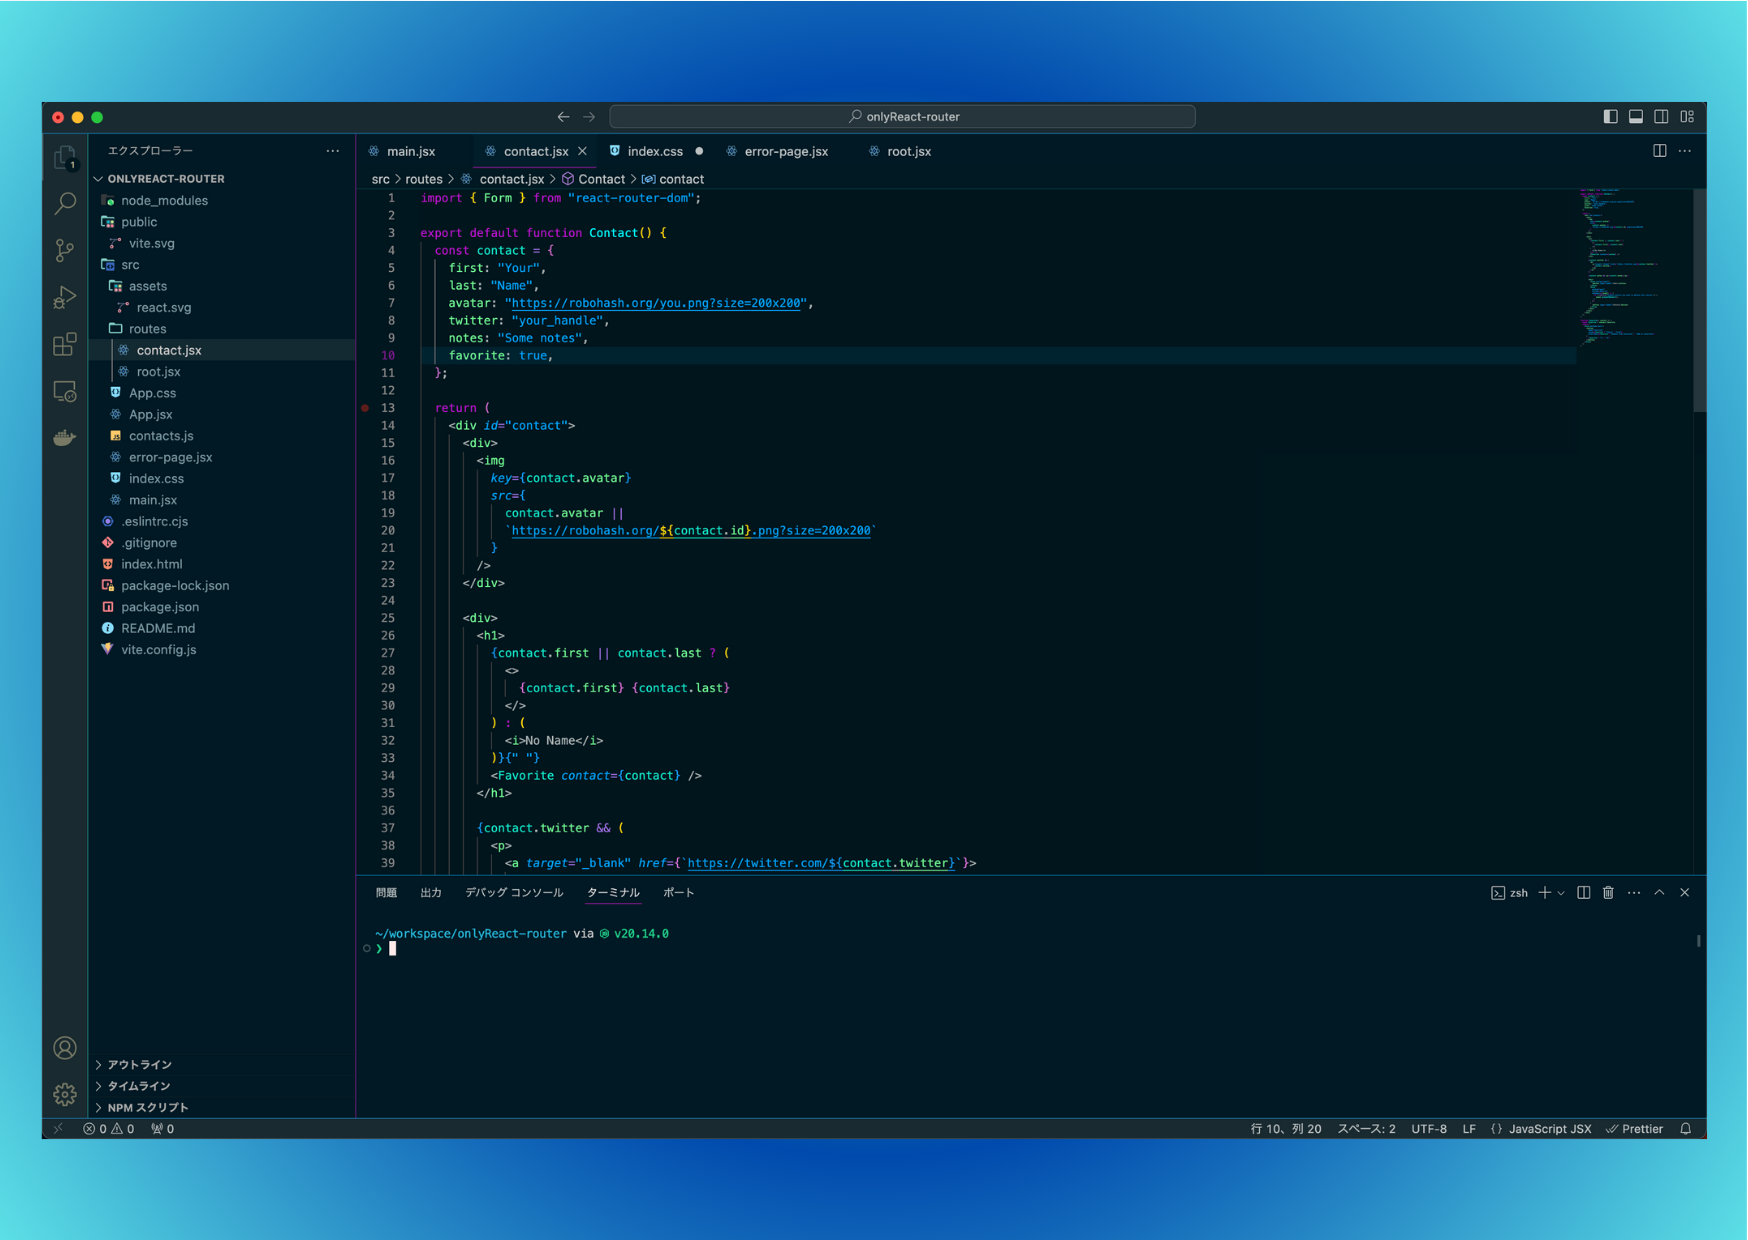 onlyReact-router
エクスプローラー
ONLYREACT-ROUTER
node_modules
public
vite.svg
src
assets
react.svg
routes
contact.jsx
root.jsx
App.css
App.jsx
contacts.js
error-page.jsx
index.css
main.jsx
.eslintrc.cjs
.gitignore
index.html
package-lock.json
package.json
README.md
vite.config.js
アウトライン
タイムライン
NPM スクリプト
1
main.jsx contact.jsx index.css error-page.jsx root.jsx
src > routes > contact.jsx > Contact > contact
1 import { Form } from "react-router-dom";
2
3 export default function Contact() {
4 const contact = {
5 first: "Your",
6 last: "Name",
7 avatar: "https://robohash.org/you.png?size=200x200",
8 twitter: "your_handle",
9 notes: "Some notes",
10 favorite: true,
11 };
12
13 return (
14 <div id="contact">
15 <div>
16 <img
17 key={contact.avatar}
18 src={
19 contact.avatar ||
20 `https://robohash.org/${contact.id}.png?size=200x200`
21 }
22 />
23 </div>
24
25 <div>
26 <h1>
27 {contact.first || contact.last ? (
28 <>
29 {contact.first} {contact.last}
30 </>
31 ) : (
32 <i>No Name</i>
33 )}{" "}
34 <Favorite contact={contact} />
35 </h1>
36
37 {contact.twitter && (
38 <p>
39 <a target="_blank" href={`https://twitter.com/${contact.twitter}`}>
問題 出力 デバッグ コンソール ターミナル ポート
zsh
~/workspace/onlyReact-router via v20.14.0
❯
0 0 0
行 10、列 20 スペース: 2 UTF-8 LF {} JavaScript JSX Prettier